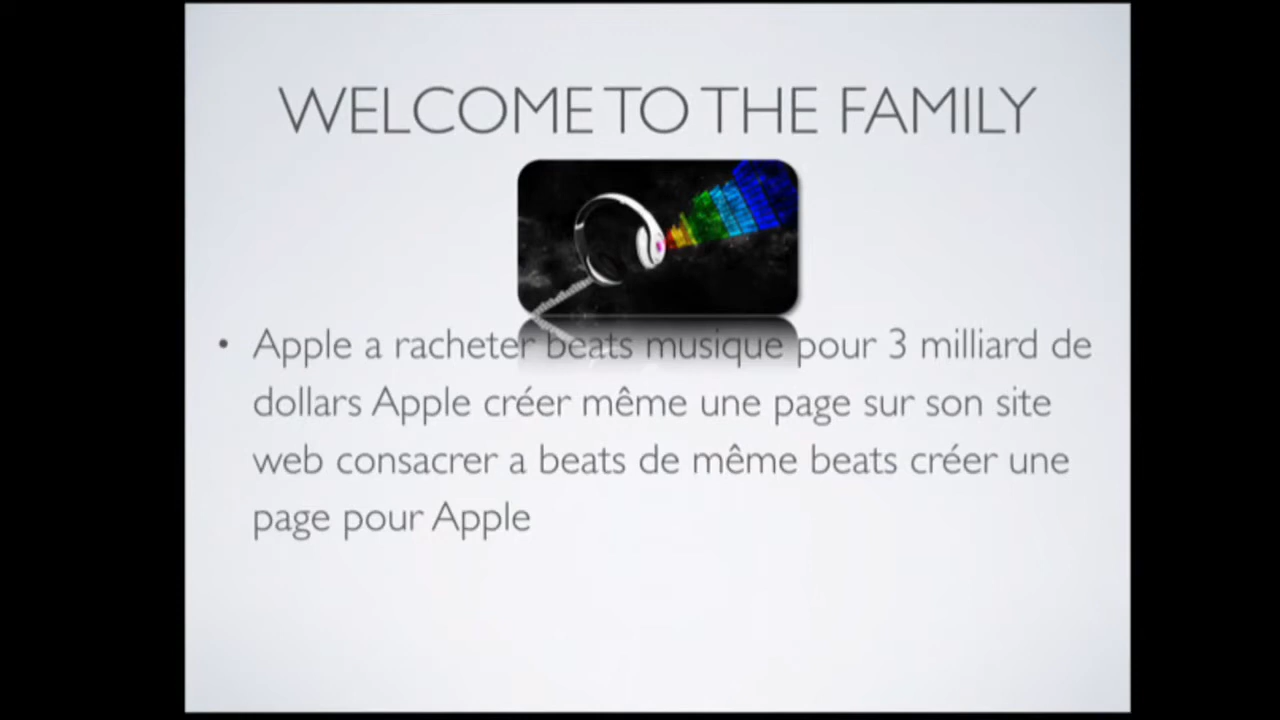 WELCOME TO THE FAMILY
• Apple a racheter beats musique pour 3 milliard de
dollars Apple créer même une page sur son site
web consacrer a beats de même beats créer une
page pour Apple